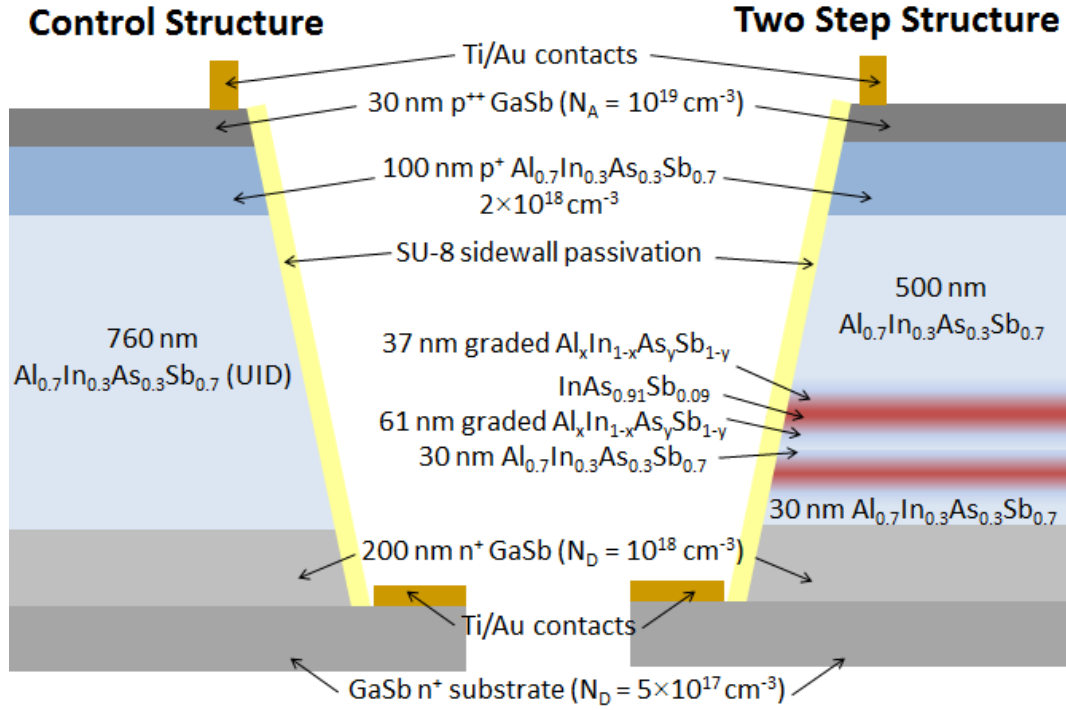 Control Structure
Two Step Structure
Ti/Au contacts
30 nm p⁺⁺ GaSb (N_A = 10¹⁹ cm⁻³)
100 nm p⁺ Al₀.₇In₀.₃As₀.₃Sb₀.₇
2×10¹⁸ cm⁻³
SU-8 sidewall passivation
760 nm
Al₀.₇In₀.₃As₀.₃Sb₀.₇ (UID)
500 nm
Al₀.₇In₀.₃As₀.₃Sb₀.₇
37 nm graded AlₓIn₁₋ₓAs_ySb₁₋_y
InAs₀.₉₁Sb₀.₀₉
61 nm graded AlₓIn₁₋ₓAs_ySb₁₋_y
30 nm Al₀.₇In₀.₃As₀.₃Sb₀.₇
30 nm Al₀.₇In₀.₃As₀.₃Sb₀.₇
200 nm n⁺ GaSb (N_D = 10¹⁸ cm⁻³)
Ti/Au contacts
GaSb n⁺ substrate (N_D = 5×10¹⁷ cm⁻³)